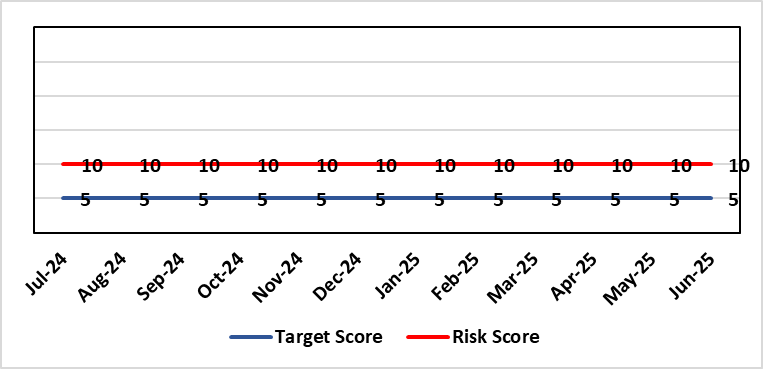 10 10 10 10 10 10 10 10 10 10 10 10
5 5 5 5 5 5 5 5 5 5 5 5
Jul-24 Aug-24 Sep-24 Oct-24 Nov-24 Dec-24 Jan-25 Feb-25 Mar-25 Apr-25 May-25 Jun-25
Target Score Risk Score